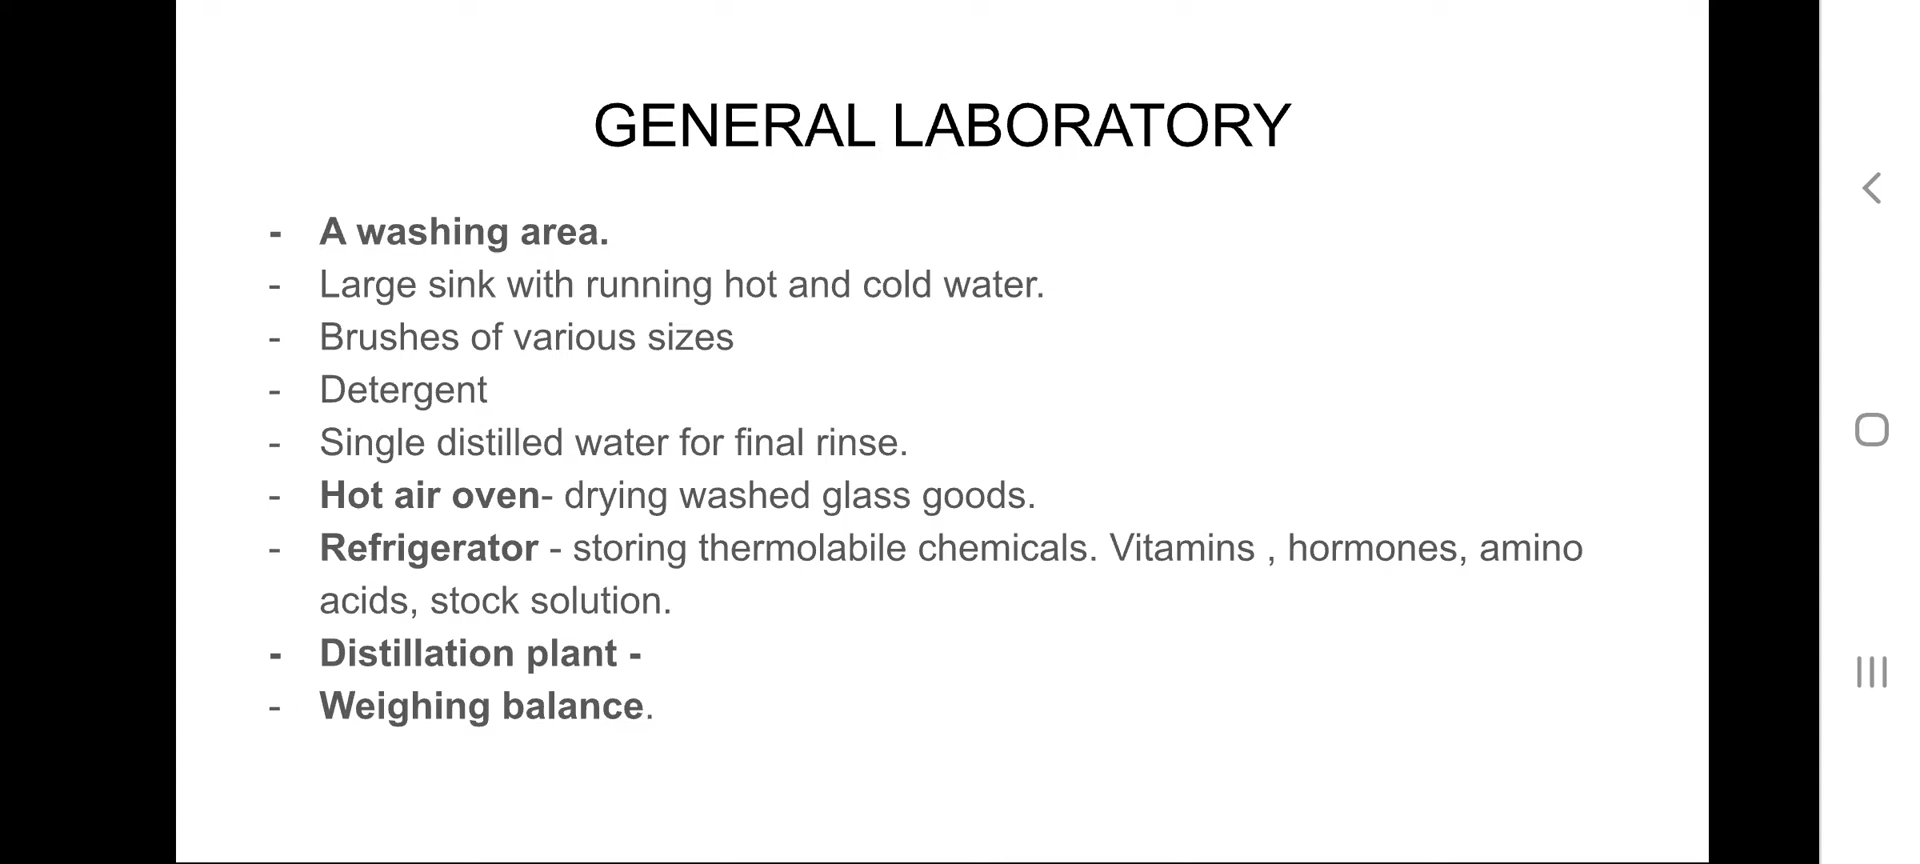 GENERAL LABORATORY
- A washing area.
- Large sink with running hot and cold water.
- Brushes of various sizes
- Detergent
- Single distilled water for final rinse.
- Hot air oven- drying washed glass goods.
- Refrigerator - storing thermolabile chemicals. Vitamins , hormones, amino
acids, stock solution.
- Distillation plant -
- Weighing balance.